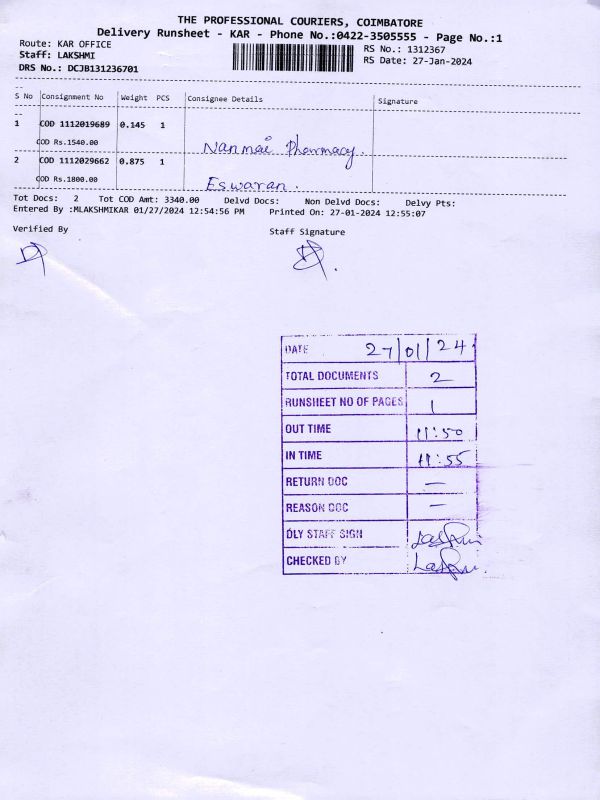 THE PROFESSIONAL COURIERS, COIMBATORE
Delivery Runsheet - KAR - Phone No.:0422-3505555 - Page No.:1
Route: KAR OFFICE
RS No.: 1312367
Staff: LAKSHMI
RS Date: 27-Jan-2024
DRS No.: DCJB131236701
S No Consignment No Weight PCS Consignee Details Signature
1 COD 1112019689 0.145 1
COD Rs.1540.00 Nanmai Pharmacy.
2 COD 1112029662 0.875 1
COD Rs.1800.00 Eswaran.
Tot Docs: 2 Tot COD Amt: 3340.00 Delvd Docs: Non Delvd Docs: Delvy Pts:
Entered By :MLAKSHMIKAR 01/27/2024 12:54:56 PM Printed On: 27-01-2024 12:55:07
Verified By Staff Signature
DATE 27/01/24
TOTAL DOCUMENTS 2
RUNSHEET NO OF PAGES 1
OUT TIME 11:50
IN TIME 11:55
RETURN DOC —
REASON DOC —
DLY STAFF SIGN
CHECKED BY